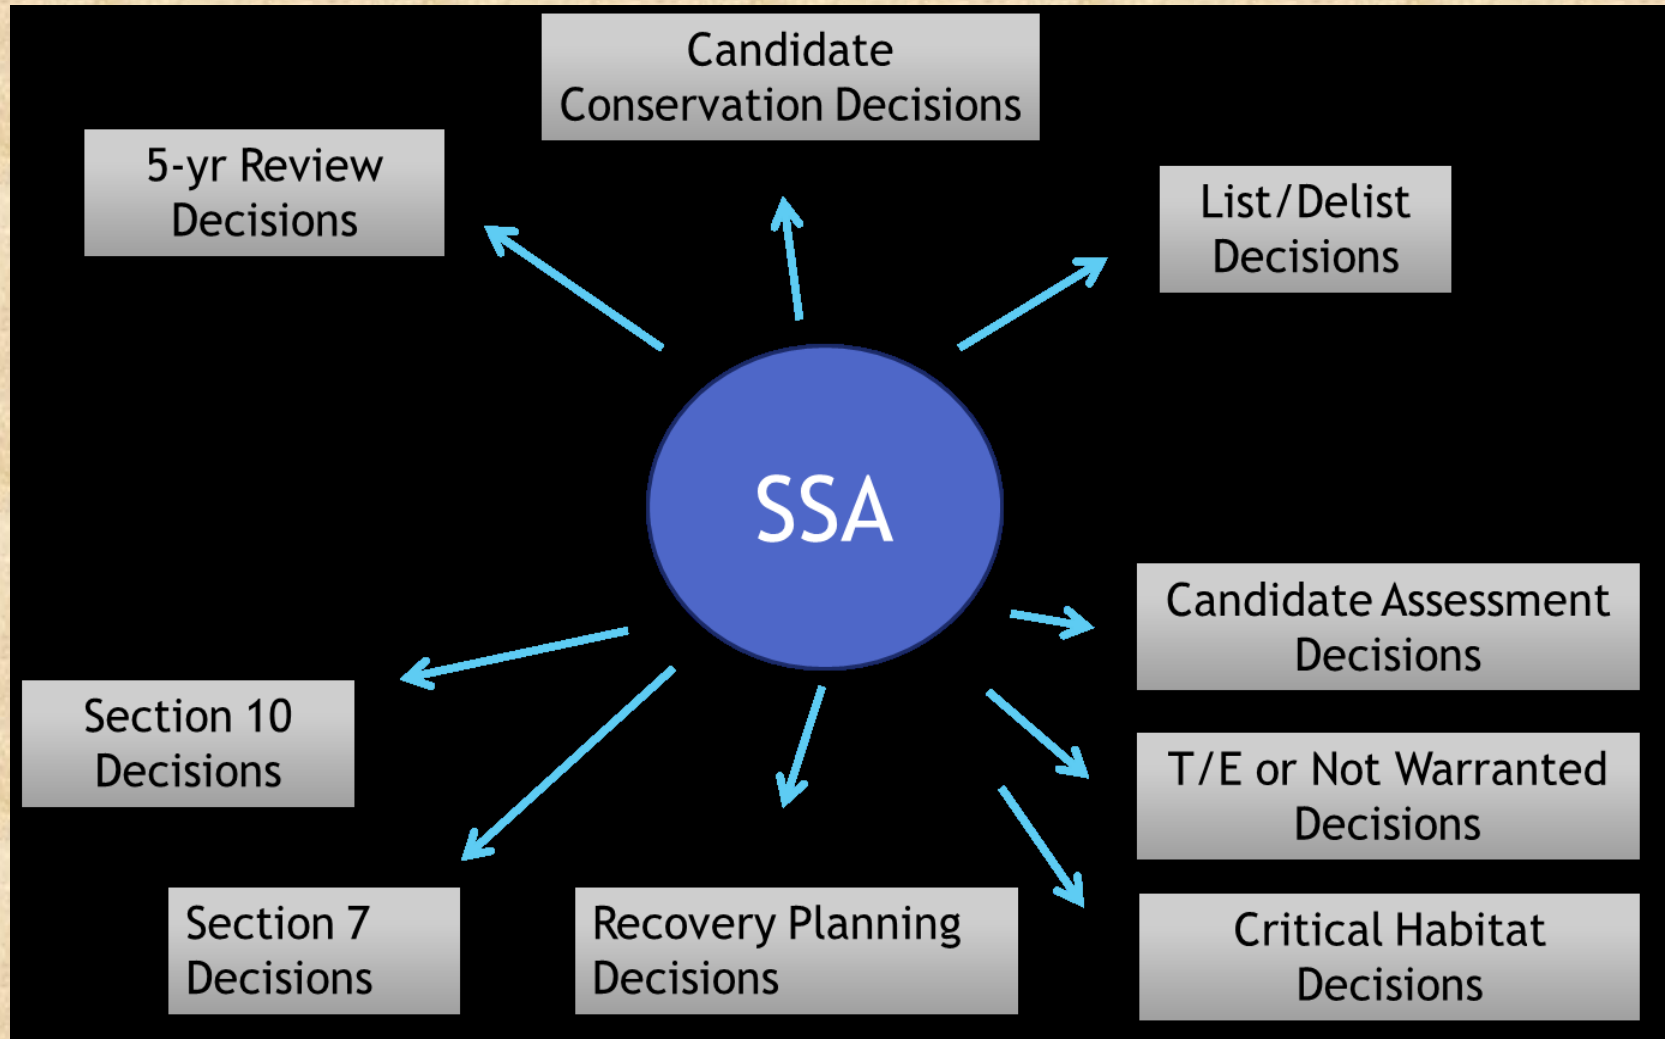 Candidate
Conservation Decisions
5-yr Review
Decisions
List/Delist
Decisions
SSA
Candidate Assessment
Decisions
Section 10
Decisions
T/E or Not Warranted
Decisions
Section 7
Decisions
Recovery Planning
Decisions
Critical Habitat
Decisions